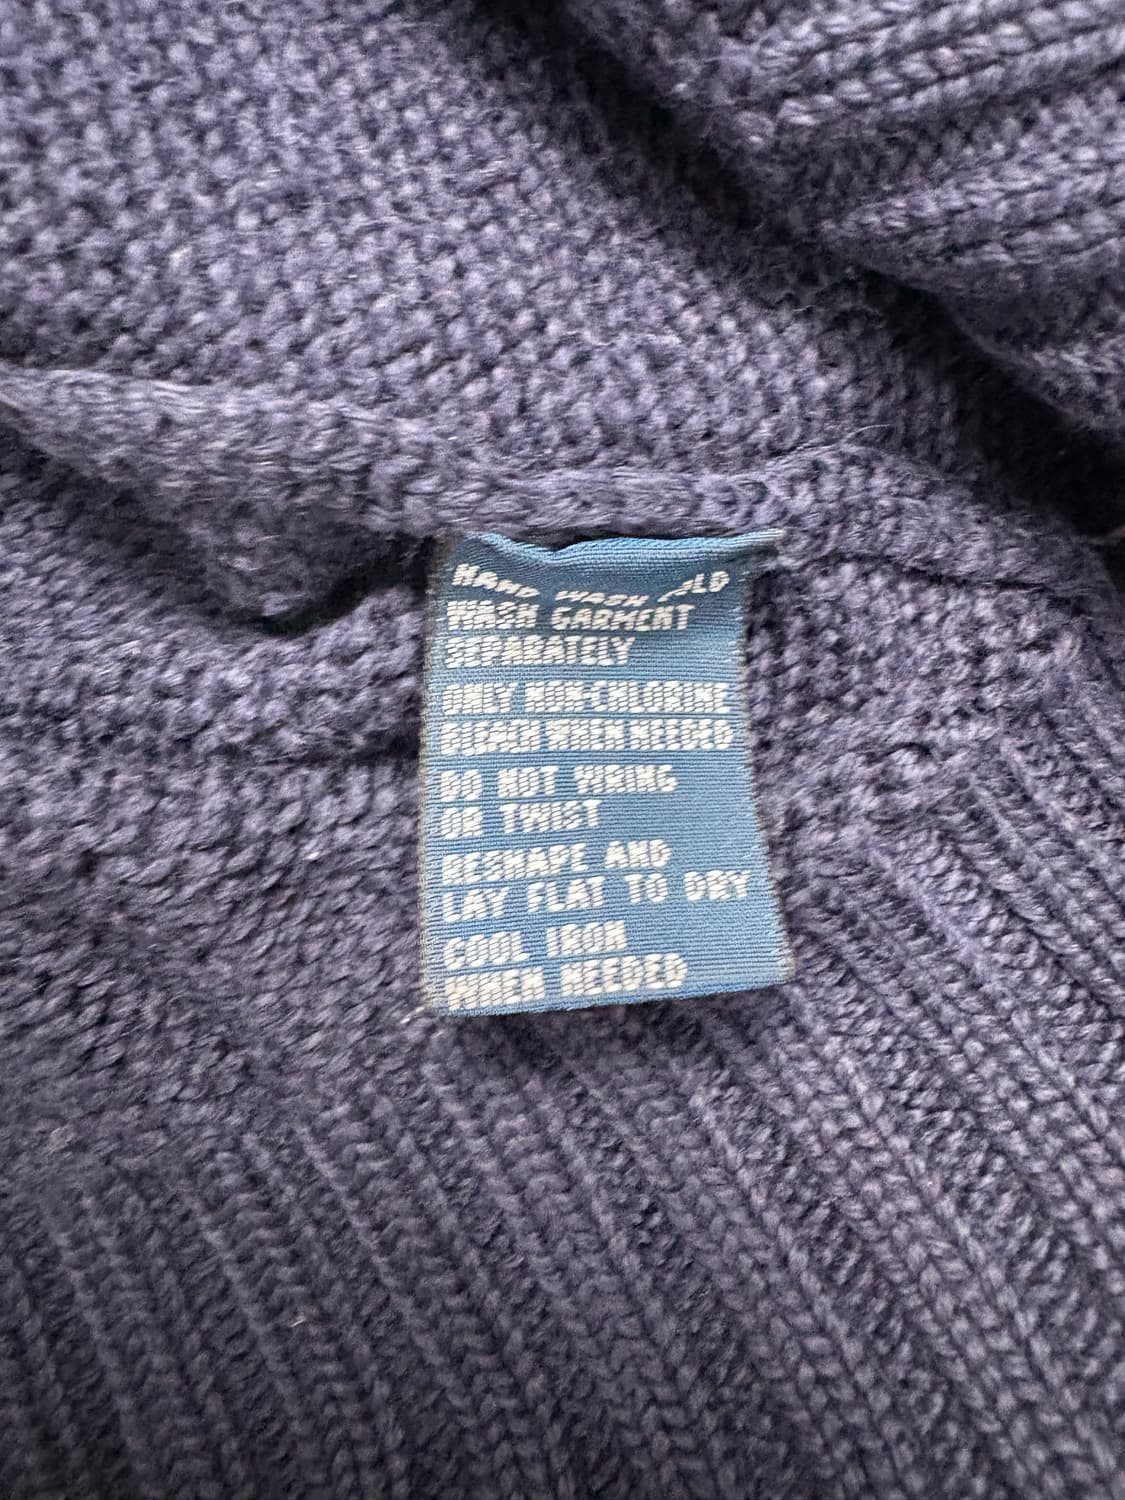 HAND WASH COLD
WASH GARMENT
SEPARATELY
ONLY NON-CHLORINE
BLEACH WHEN NEEDED
DO NOT WRING
OR TWIST
RESHAPE AND
LAY FLAT TO DRY
COOL IRON
WHEN NEEDED